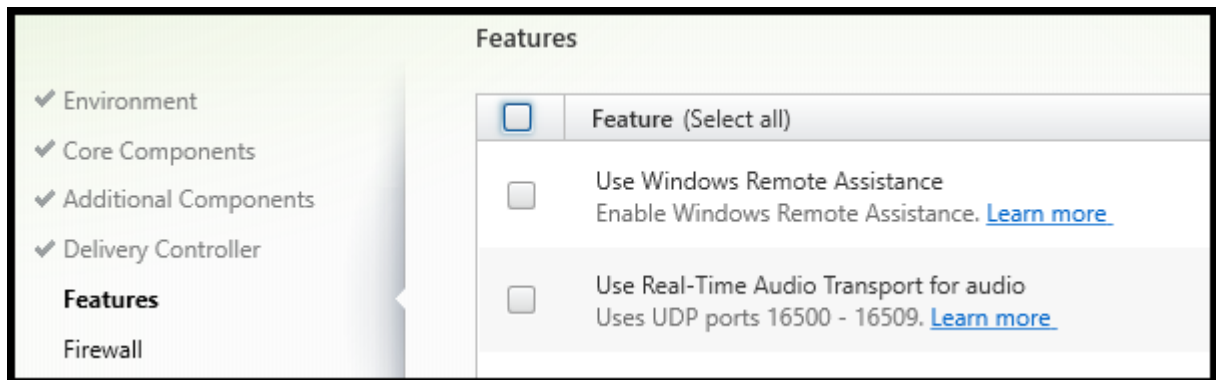 Features
Environment
Core Components
Additional Components
Delivery Controller
Features
Firewall
Feature (Select all)
Use Windows Remote Assistance
Enable Windows Remote Assistance. Learn more
Use Real-Time Audio Transport for audio
Uses UDP ports 16500 - 16509. Learn more